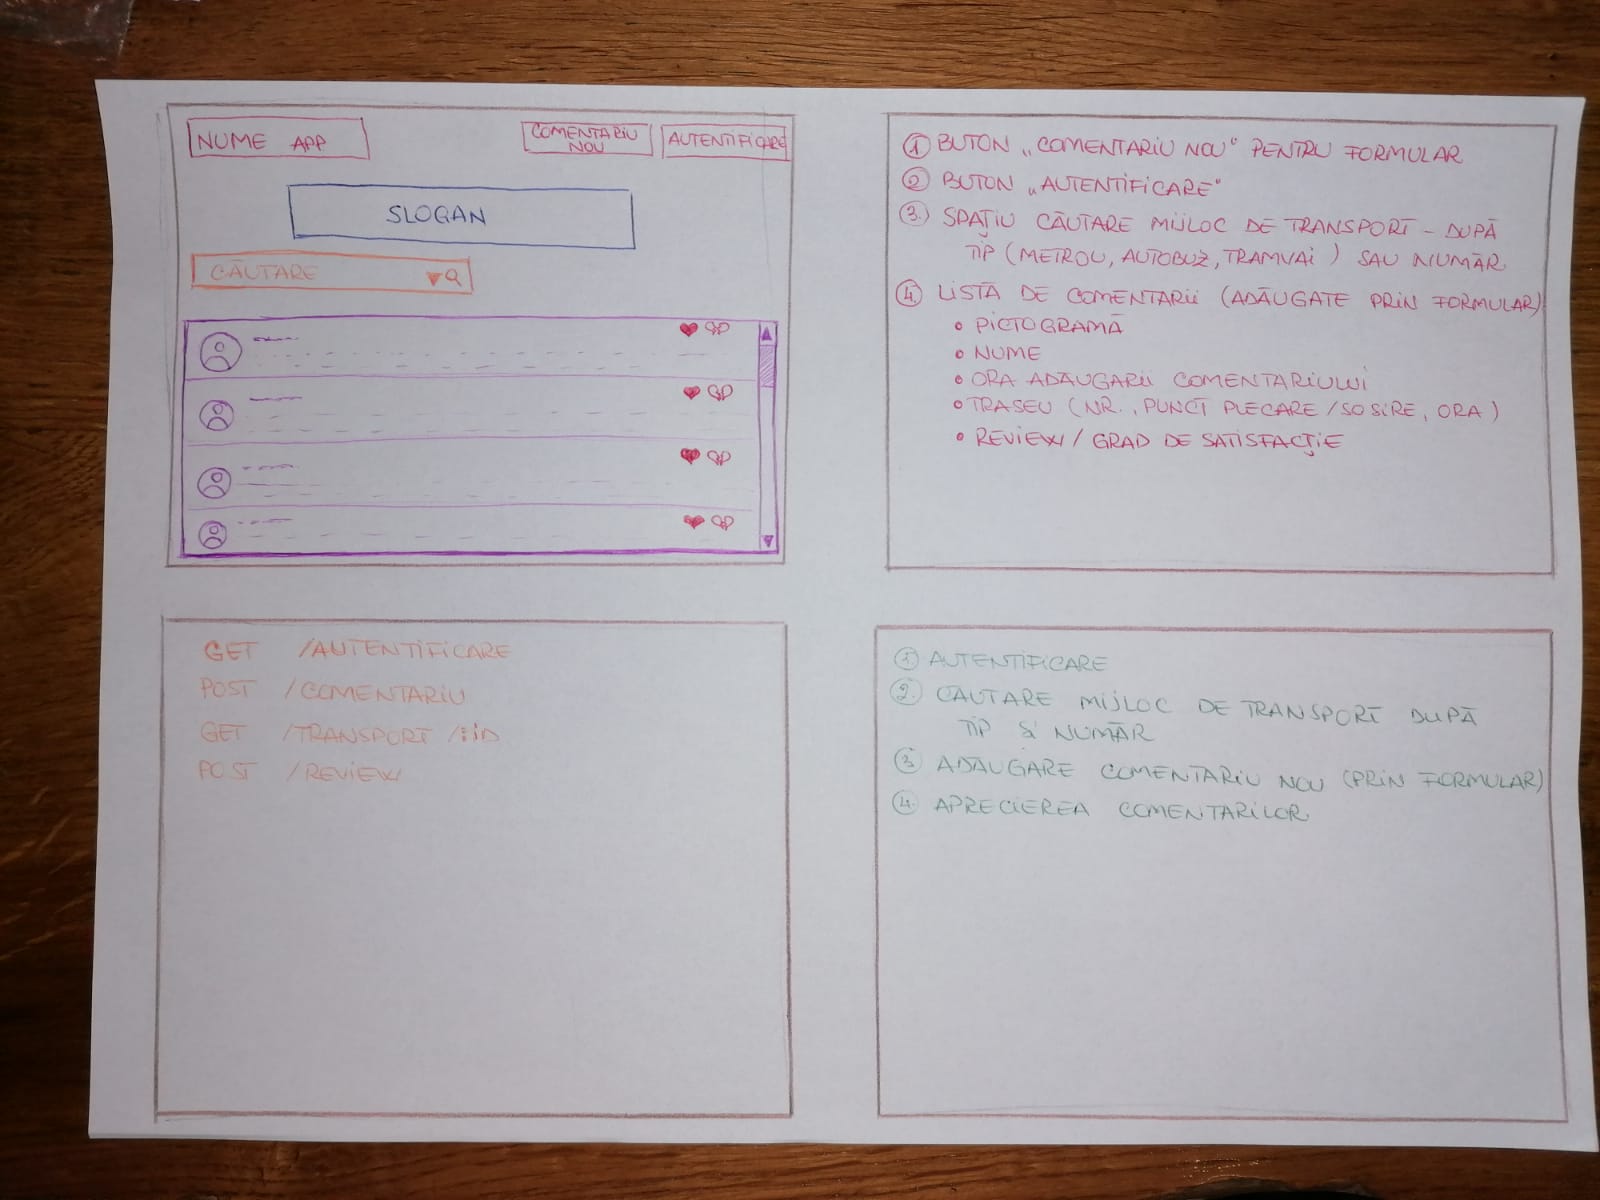 NUME APP
COMENTARIU
NOU
AUTENTIFICARE
SLOGAN
CĂUTARE
① BUTON „COMENTARIU NOU" PENTRU FORMULAR
② BUTON „AUTENTIFICARE"
③. SPAȚIU CĂUTARE MIJLOC DE TRANSPORT - DUPĂ
TIP (METROU, AUTOBUZ, TRAMVAI) SAU NUMĂR
④ LISTĂ DE COMENTARII (ADĂUGATE PRIN FORMULAR)
• PICTOGRAMĂ
• NUME
• ORA ADĂUGĂRII COMENTARIULUI
• TRASEU (NR., PUNCT PLECARE/SOSIRE, ORA)
• REVIEW/ GRAD DE SATISFACȚIE
GET /AUTENTIFICARE
POST /COMENTARIU
GET /TRANSPORT/:ID
POST /REVIEW
① AUTENTIFICARE
②. CĂUTARE MIJLOC DE TRANSPORT DUPĂ
TIP & NUMĂR
③ ADĂUGARE COMENTARIU NOU (PRIN FORMULAR)
④. APRECIEREA COMENTARIILOR